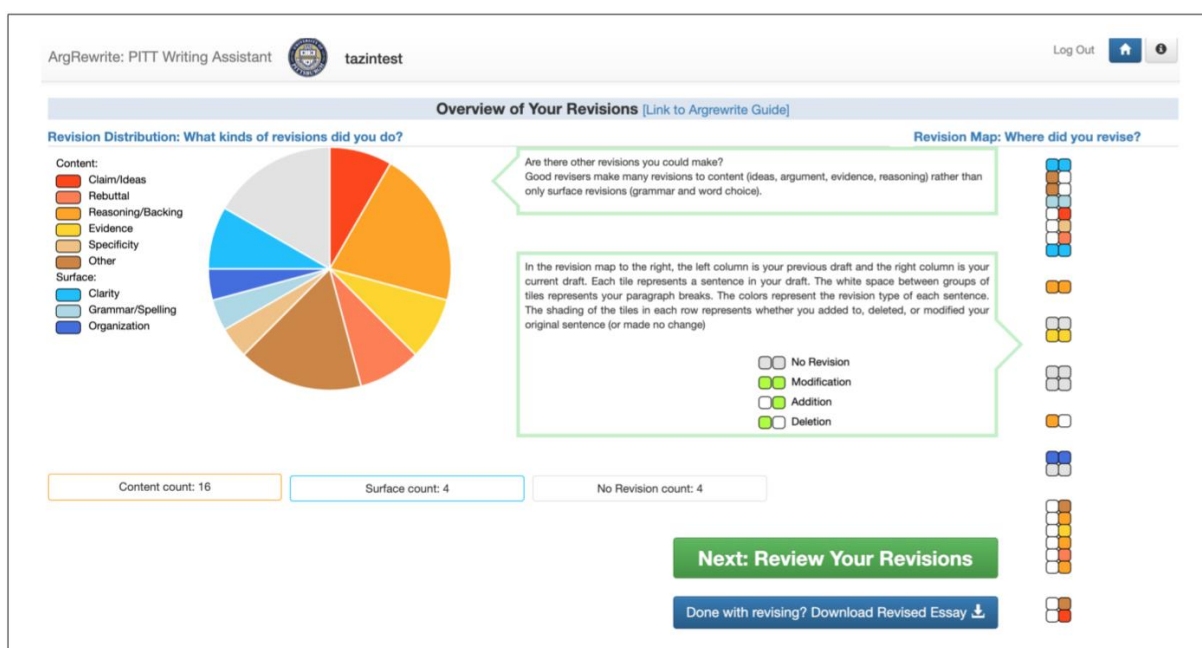 ArgRewrite: PITT Writing Assistant
tazintest
Log Out
Overview of Your Revisions [Link to Argrewrite Guide]
Revision Distribution: What kinds of revisions did you do?
Revision Map: Where did you revise?
Content:
Claim/Ideas
Rebuttal
Reasoning/Backing
Evidence
Specificity
Other
Surface:
Clarity
Grammar/Spelling
Organization
Are there other revisions you could make?
Good revisers make many revisions to content (ideas, argument, evidence, reasoning) rather than
only surface revisions (grammar and word choice).
In the revision map to the right, the left column is your previous draft and the right column is your
current draft. Each tile represents a sentence in your draft. The white space between groups of
tiles represents your paragraph breaks. The colors represent the revision type of each sentence.
The shading of the tiles in each row represents whether you added to, deleted, or modified your
original sentence (or made no change)
No Revision
Modification
Addition
Deletion
Content count: 16
Surface count: 4
No Revision count: 4
Next: Review Your Revisions
Done with revising? Download Revised Essay